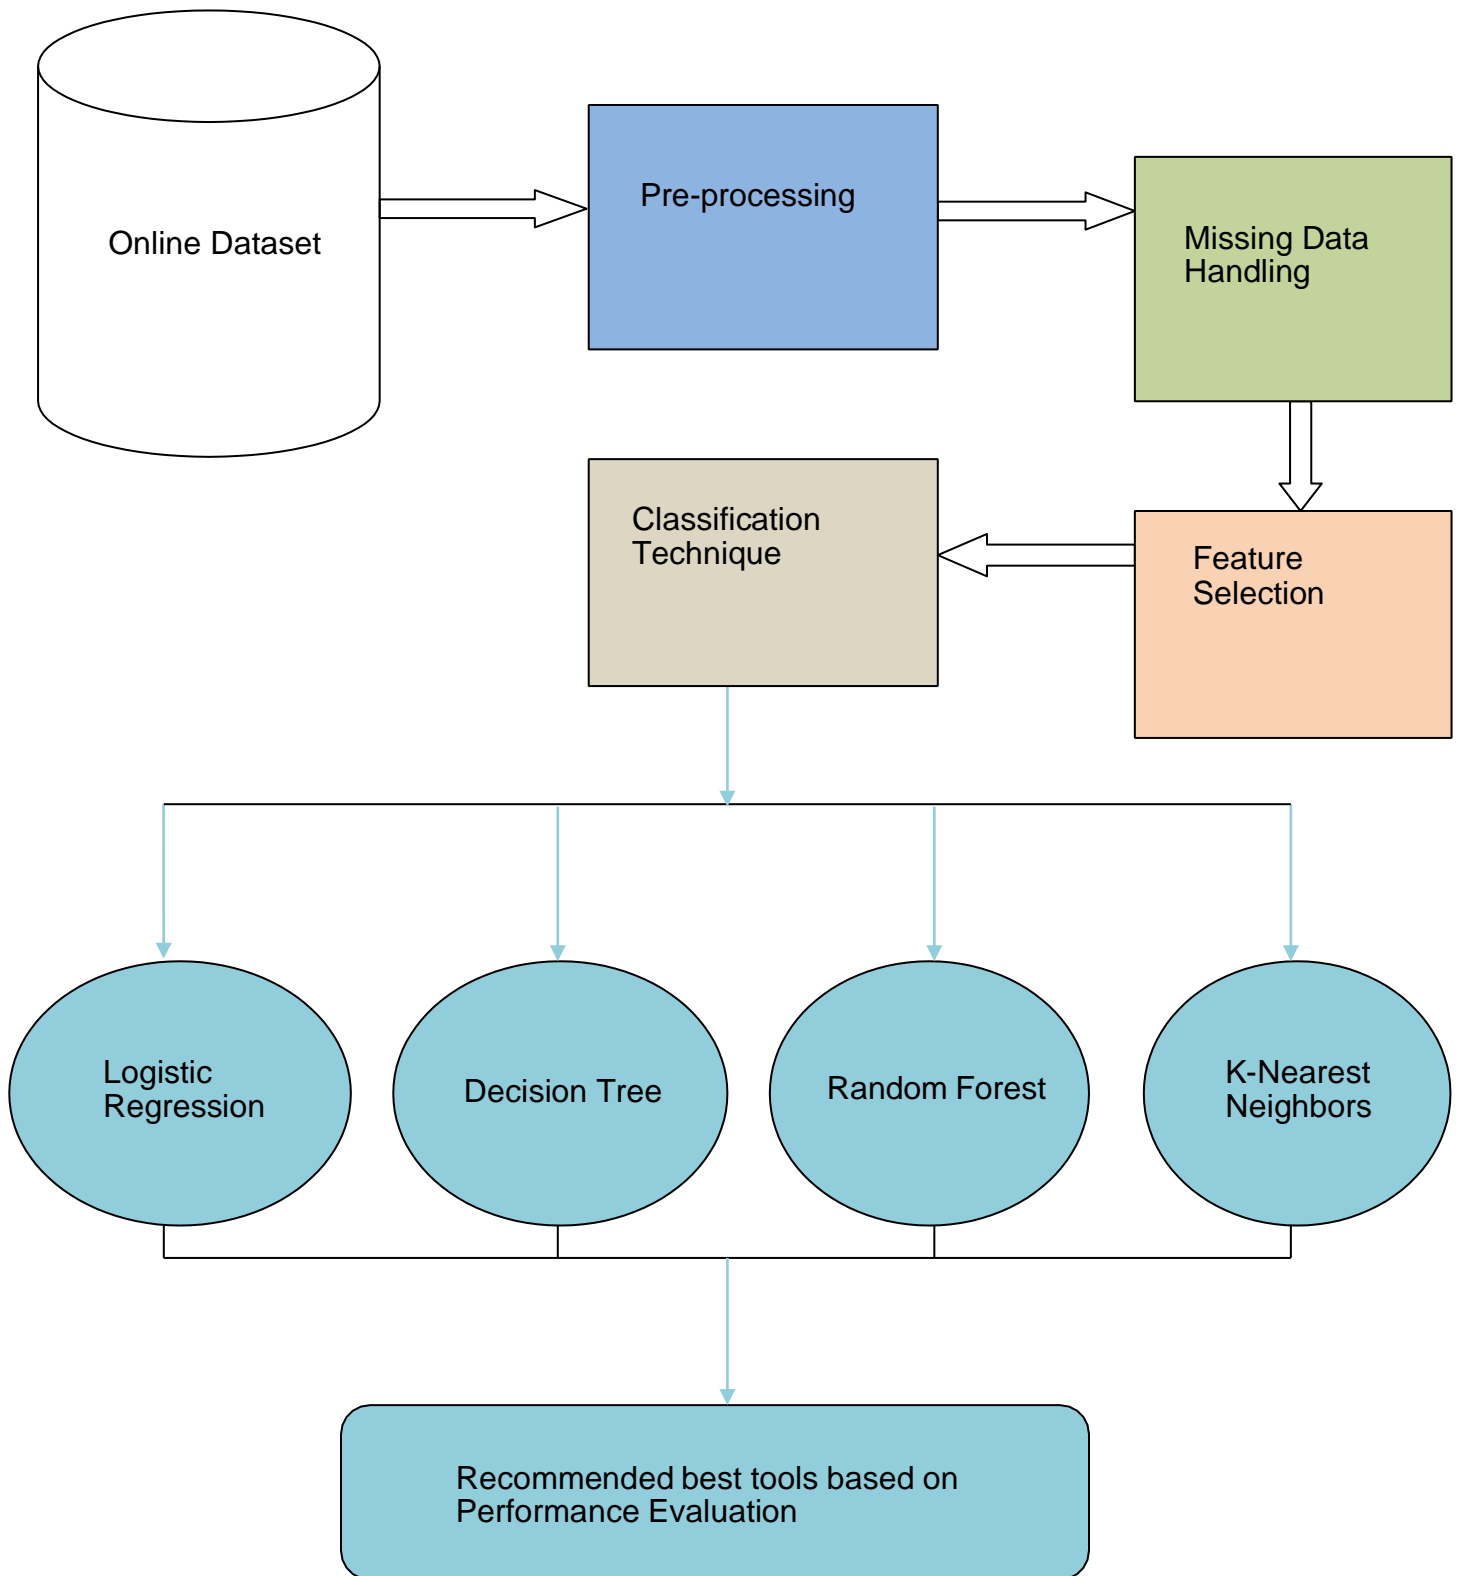 Online Dataset
Pre-processing
Missing Data
Handling
Classification
Technique
Feature
Selection
Logistic
Regression
Decision Tree
Random Forest
K-Nearest
Neighbors
Recommended best tools based on
Performance Evaluation